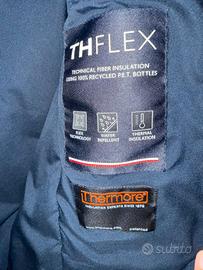 THFLEX
TECHNICAL FIBER INSULATION
USING 100% RECYCLED P.E.T. BOTTLES
FLEX
TECHNOLOGY
WATER
REPELLENT
THERMAL
INSULATION
Thermore
INSULATION EXPERTS SINCE 1972
subito